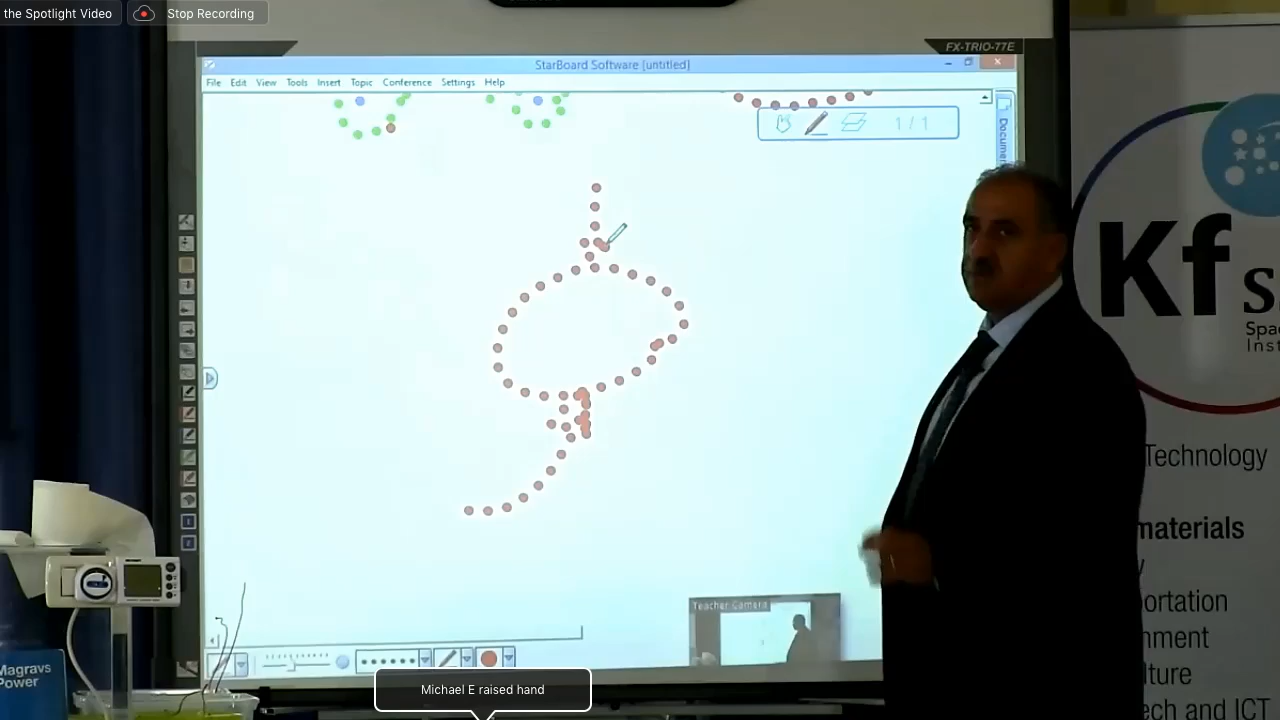 the Spotlight Video
Stop Recording
FX-TRIO-77E
StarBoard Software [untitled]
File Edit View Tools Insert Topic Conference Settings Help
1 / 1
Teacher Camera
Kf
Technology
materials
y
ortation
nment
lture
ech and ICT
Magravs
Power
Michael E raised hand